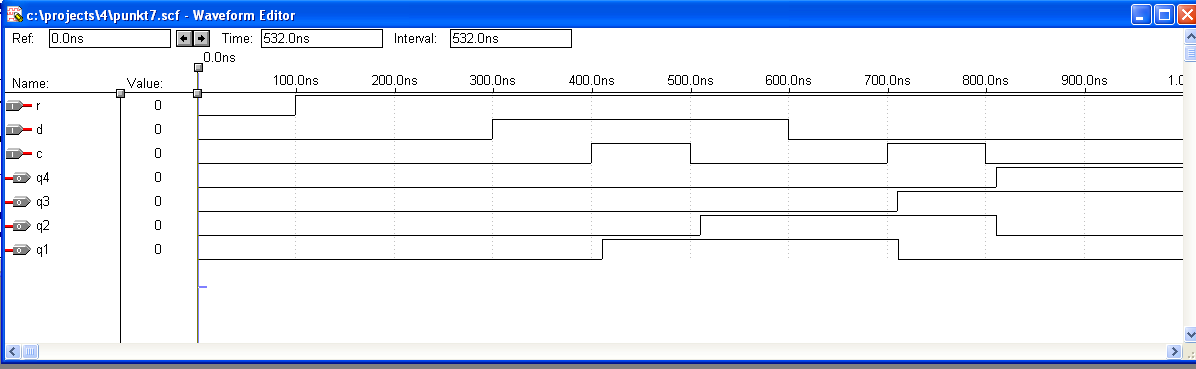 c:\projects\4\punkt7.scf - Waveform Editor
Ref: 0.0ns Time: 532.0ns Interval: 532.0ns
0.0ns
Name: Value: 100.0ns 200.0ns 300.0ns 400.0ns 500.0ns 600.0ns 700.0ns 800.0ns 900.0ns 1.0
r 0
d 0
c 0
q4 0
q3 0
q2 0
q1 0